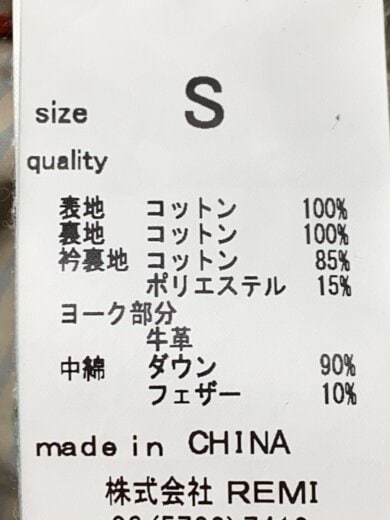 size S
quality
表地 コットン 100%
裏地 コットン 100%
衿裏地 コットン 85%
ポリエステル 15%
ヨーク部分
牛革
中綿 ダウン 90%
フェザー 10%
made in CHINA
株式会社 REMI